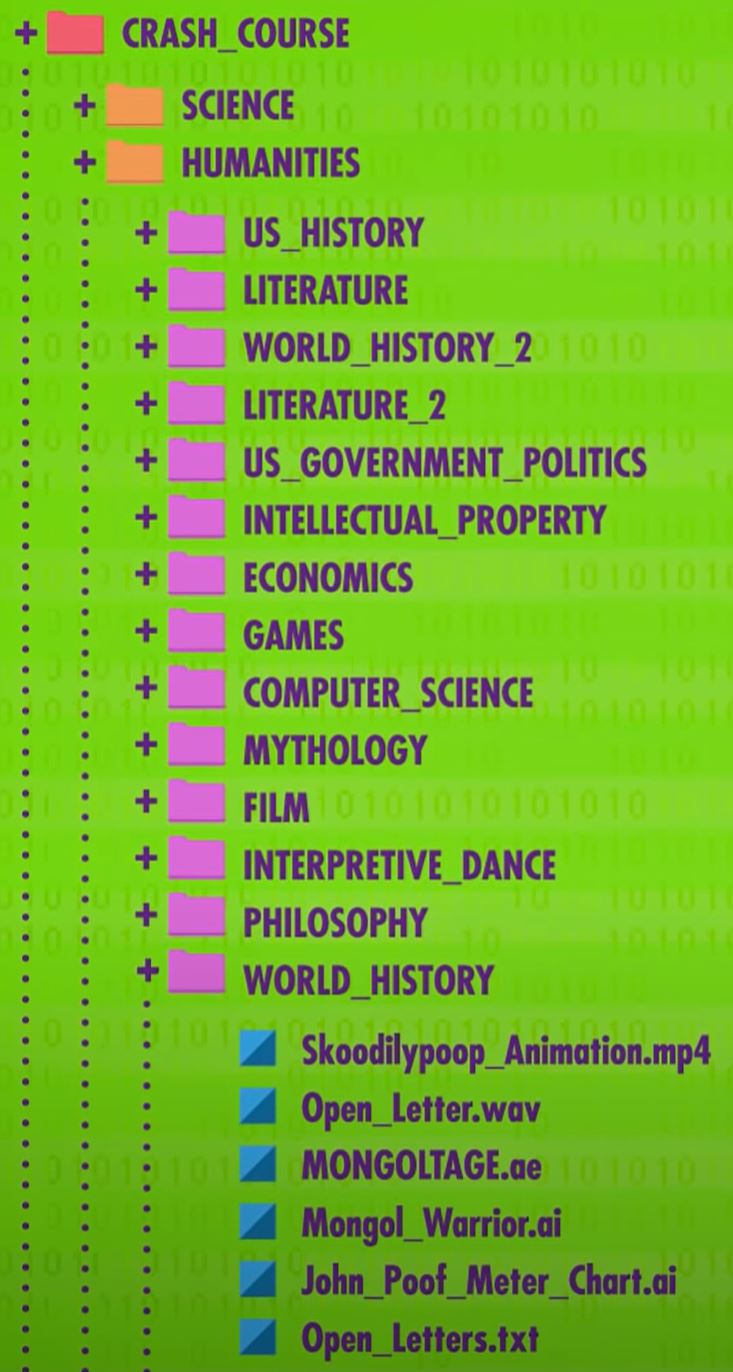 CRASH_COURSE
SCIENCE
HUMANITIES
US_HISTORY
LITERATURE
WORLD_HISTORY_2
LITERATURE_2
US_GOVERNMENT_POLITICS
INTELLECTUAL_PROPERTY
ECONOMICS
GAMES
COMPUTER_SCIENCE
MYTHOLOGY
FILM
INTERPRETIVE_DANCE
PHILOSOPHY
WORLD_HISTORY
Skoodilypoop_Animation.mp4
Open_Letter.wav
MONGOLTAGE.ae
Mongol_Warrior.ai
John_Poof_Meter_Chart.ai
Open_Letters.txt